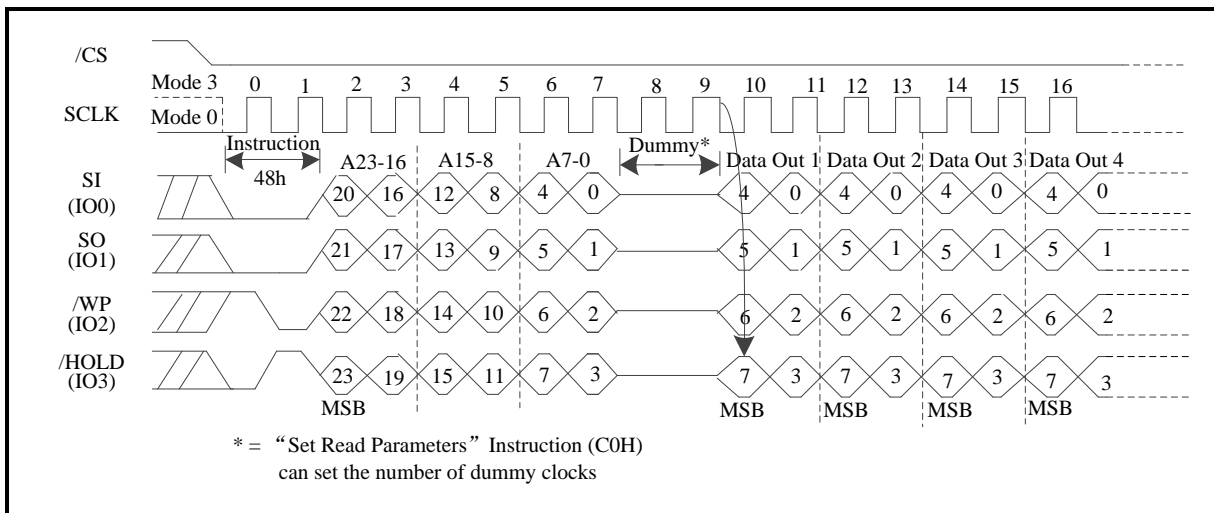 /CS
Mode 3 0 1 2 3 4 5 6 7 8 9 10 11 12 13 14 15 16
SCLK Mode 0
Instruction A23-16 A15-8 A7-0 Dummy* Data Out 1 Data Out 2 Data Out 3 Data Out 4
48h
SI
(IO0)
20 16 12 8 4 0 4 0 4 0 4 0 4 0
SO
(IO1)
21 17 13 9 5 1 5 1 5 1 5 1 5 1
/WP
(IO2)
22 18 14 10 6 2 6 2 6 2 6 2 6 2
/HOLD
(IO3)
23 19 15 11 7 3 7 3 7 3 7 3 7 3
MSB MSB MSB MSB MSB
* = “Set Read Parameters” Instruction (C0H)
can set the number of dummy clocks